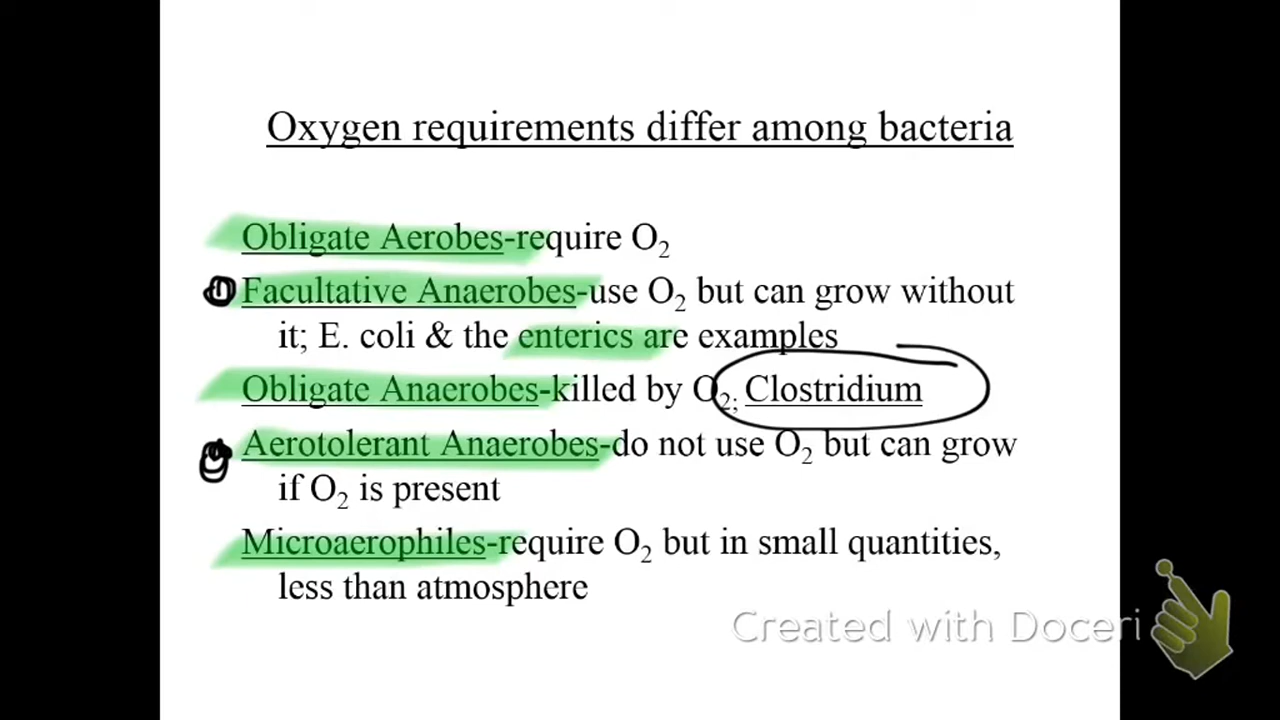 Oxygen requirements differ among bacteria
Obligate Aerobes-require O₂
Facultative Anaerobes-use O₂ but can grow without
it; E. coli & the enterics are examples
Obligate Anaerobes-killed by O₂; Clostridium
Aerotolerant Anaerobes-do not use O₂ but can grow
if O₂ is present
Microaerophiles-require O₂ but in small quantities,
less than atmosphere
Created with Doceri